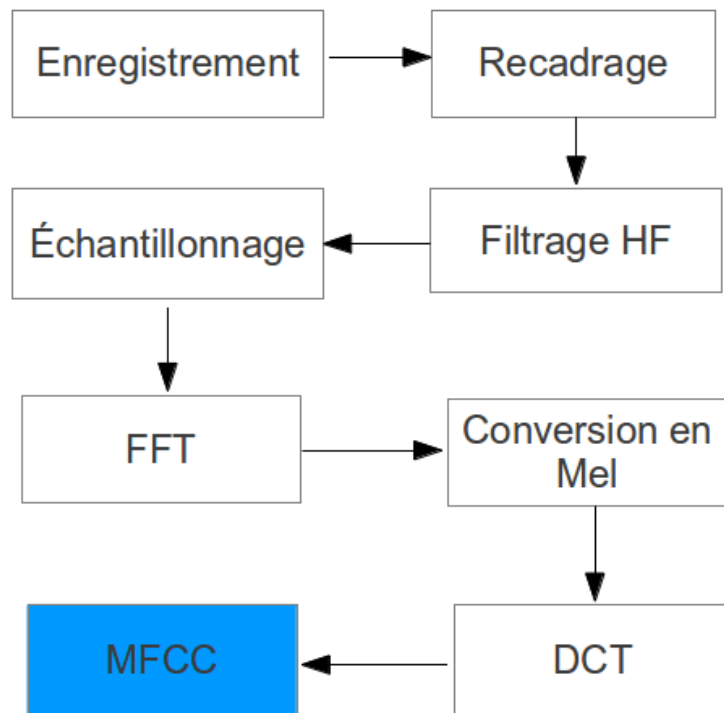 Enregistrement
Recadrage
Filtrage HF
Échantillonnage
FFT
Conversion en
Mel
DCT
MFCC